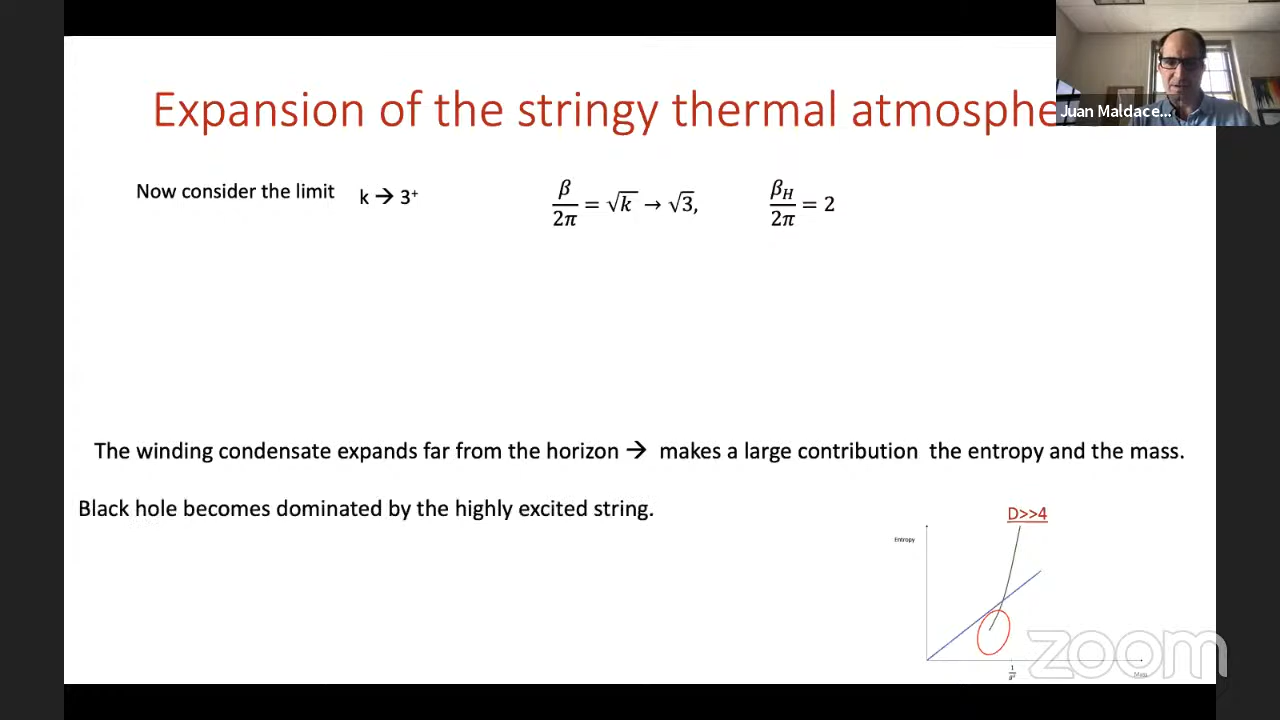 Expansion of the stringy thermal atmosphe
Juan Maldace...
Now consider the limit k → 3⁺ β/2π = √k → √3, β_H/2π = 2
The winding condensate expands far from the horizon → makes a large contribution the entropy and the mass.
Black hole becomes dominated by the highly excited string.
D>>4
Entropy
zoom
Mass